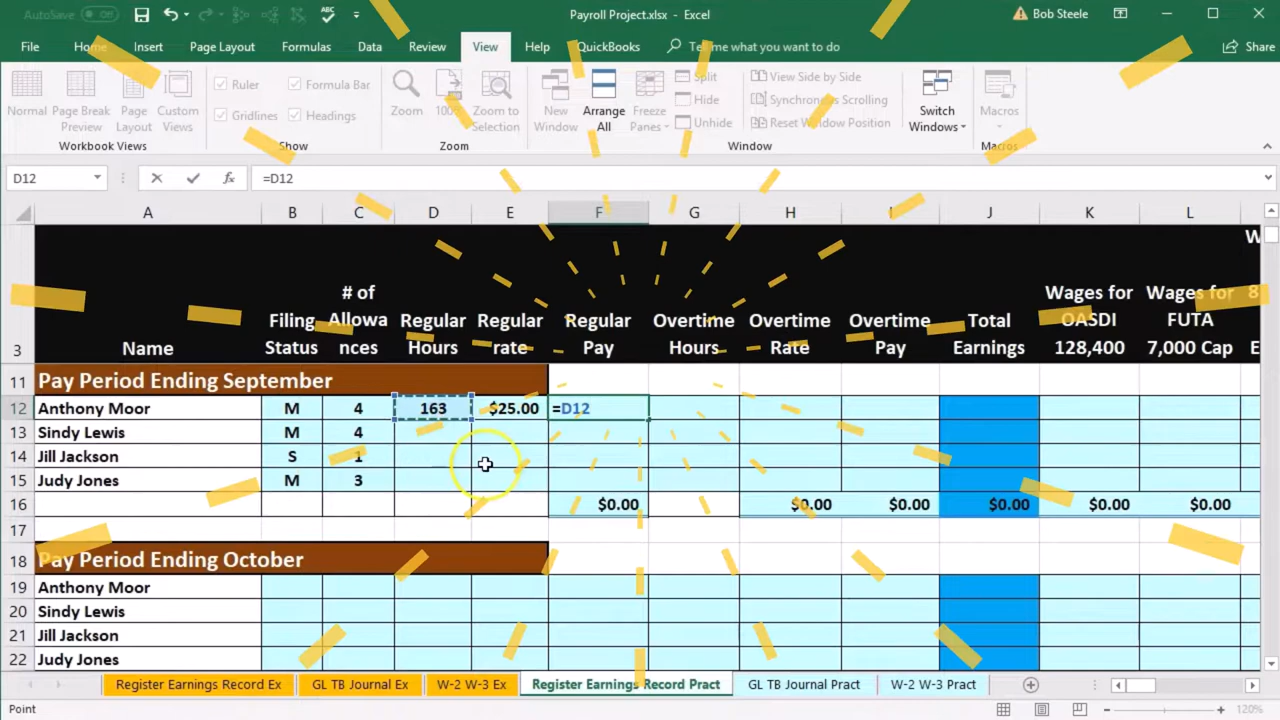 AutoSave Off
ABC
Payroll Project.xlsx - Excel
Bob Steele
File Home Insert Page Layout Formulas Data Review View Help QuickBooks Tell me what you want to do Share
Normal Page Break Preview Page Layout Custom Views
Workbook Views
Ruler Formula Bar
Gridlines Headings
Show
Zoom 100% Zoom to Selection
Zoom
New Window Arrange All Freeze Panes
Split
Hide
Unhide
View Side by Side
Synchronous Scrolling
Reset Window Position
Switch Windows
Window
Macros
Macros
D12 fx =D12
A B C D E F G H I J K L
3 Name Filing Status # of Allowa nces Regular Hours Regular rate Regular Pay Overtime Hours Overtime Rate Overtime Pay Total Earnings Wages for OASDI 128,400 Wages for FUTA 7,000 Cap W 8 E
11 Pay Period Ending September
12 Anthony Moor M 4 163 $25.00 =D12
13 Sindy Lewis M 4
14 Jill Jackson S 1
15 Judy Jones M 3
16 $0.00 $0.00 $0.00 $0.00 $0.00 $0.00
17
18 Pay Period Ending October
19 Anthony Moor
20 Sindy Lewis
21 Jill Jackson
22 Judy Jones
Register Earnings Record Ex GL TB Journal Ex W-2 W-3 Ex Register Earnings Record Pract GL TB Journal Pract W-2 W-3 Pract
Point 120%